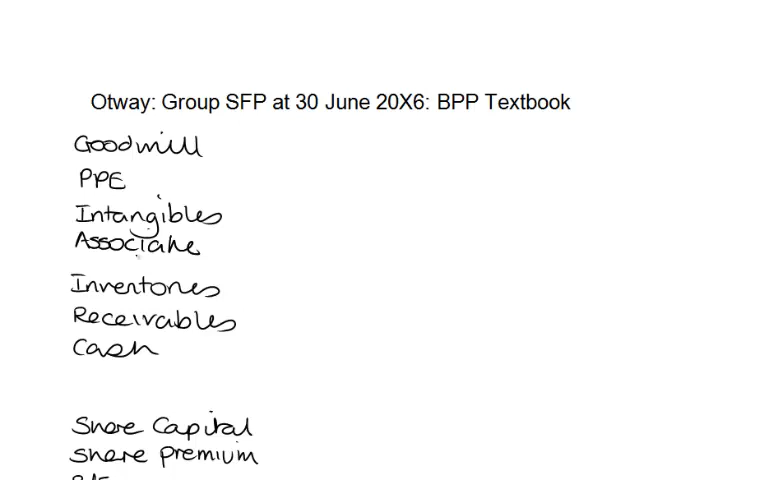 Otway: Group SFP at 30 June 20X6: BPP Textbook
Goodwill
PPE
Intangibles
Associate
Inventories
Receivables
Cash
Share Capital
Share premium